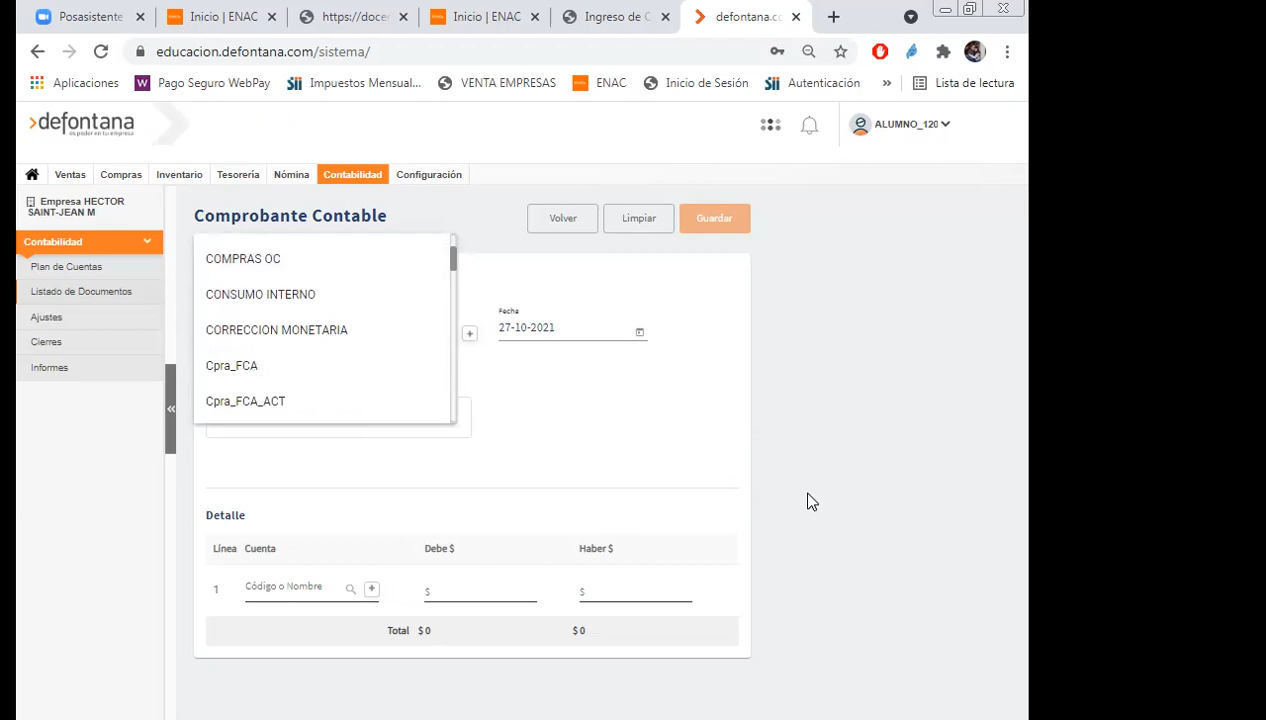 Posasistente
Inicio | ENAC
https://doce
Inicio | ENAC
Ingreso de C
defontana.co
educacion.defontana.com/sistema/
Aplicaciones
Pago Seguro WebPay
Sii Impuestos Mensual...
VENTA EMPRESAS
ENAC
Inicio de Sesión
Sii Autenticación
»
Lista de lectura
defontana
es poder en tu empresa
ALUMNO_120
Ventas
Compras
Inventario
Tesorería
Nómina
Contabilidad
Configuración
Empresa HECTOR
SAINT-JEAN M
Contabilidad
Plan de Cuentas
Listado de Documentos
Ajustes
Cierres
Informes
«
Comprobante Contable
Volver
Limpiar
Guardar
COMPRAS OC
CONSUMO INTERNO
CORRECCION MONETARIA
Cpra_FCA
Cpra_FCA_ACT
Fecha
27-10-2021
Detalle
Línea Cuenta Debe $ Haber $
1 Código o Nombre $ $
Total $ 0 $ 0